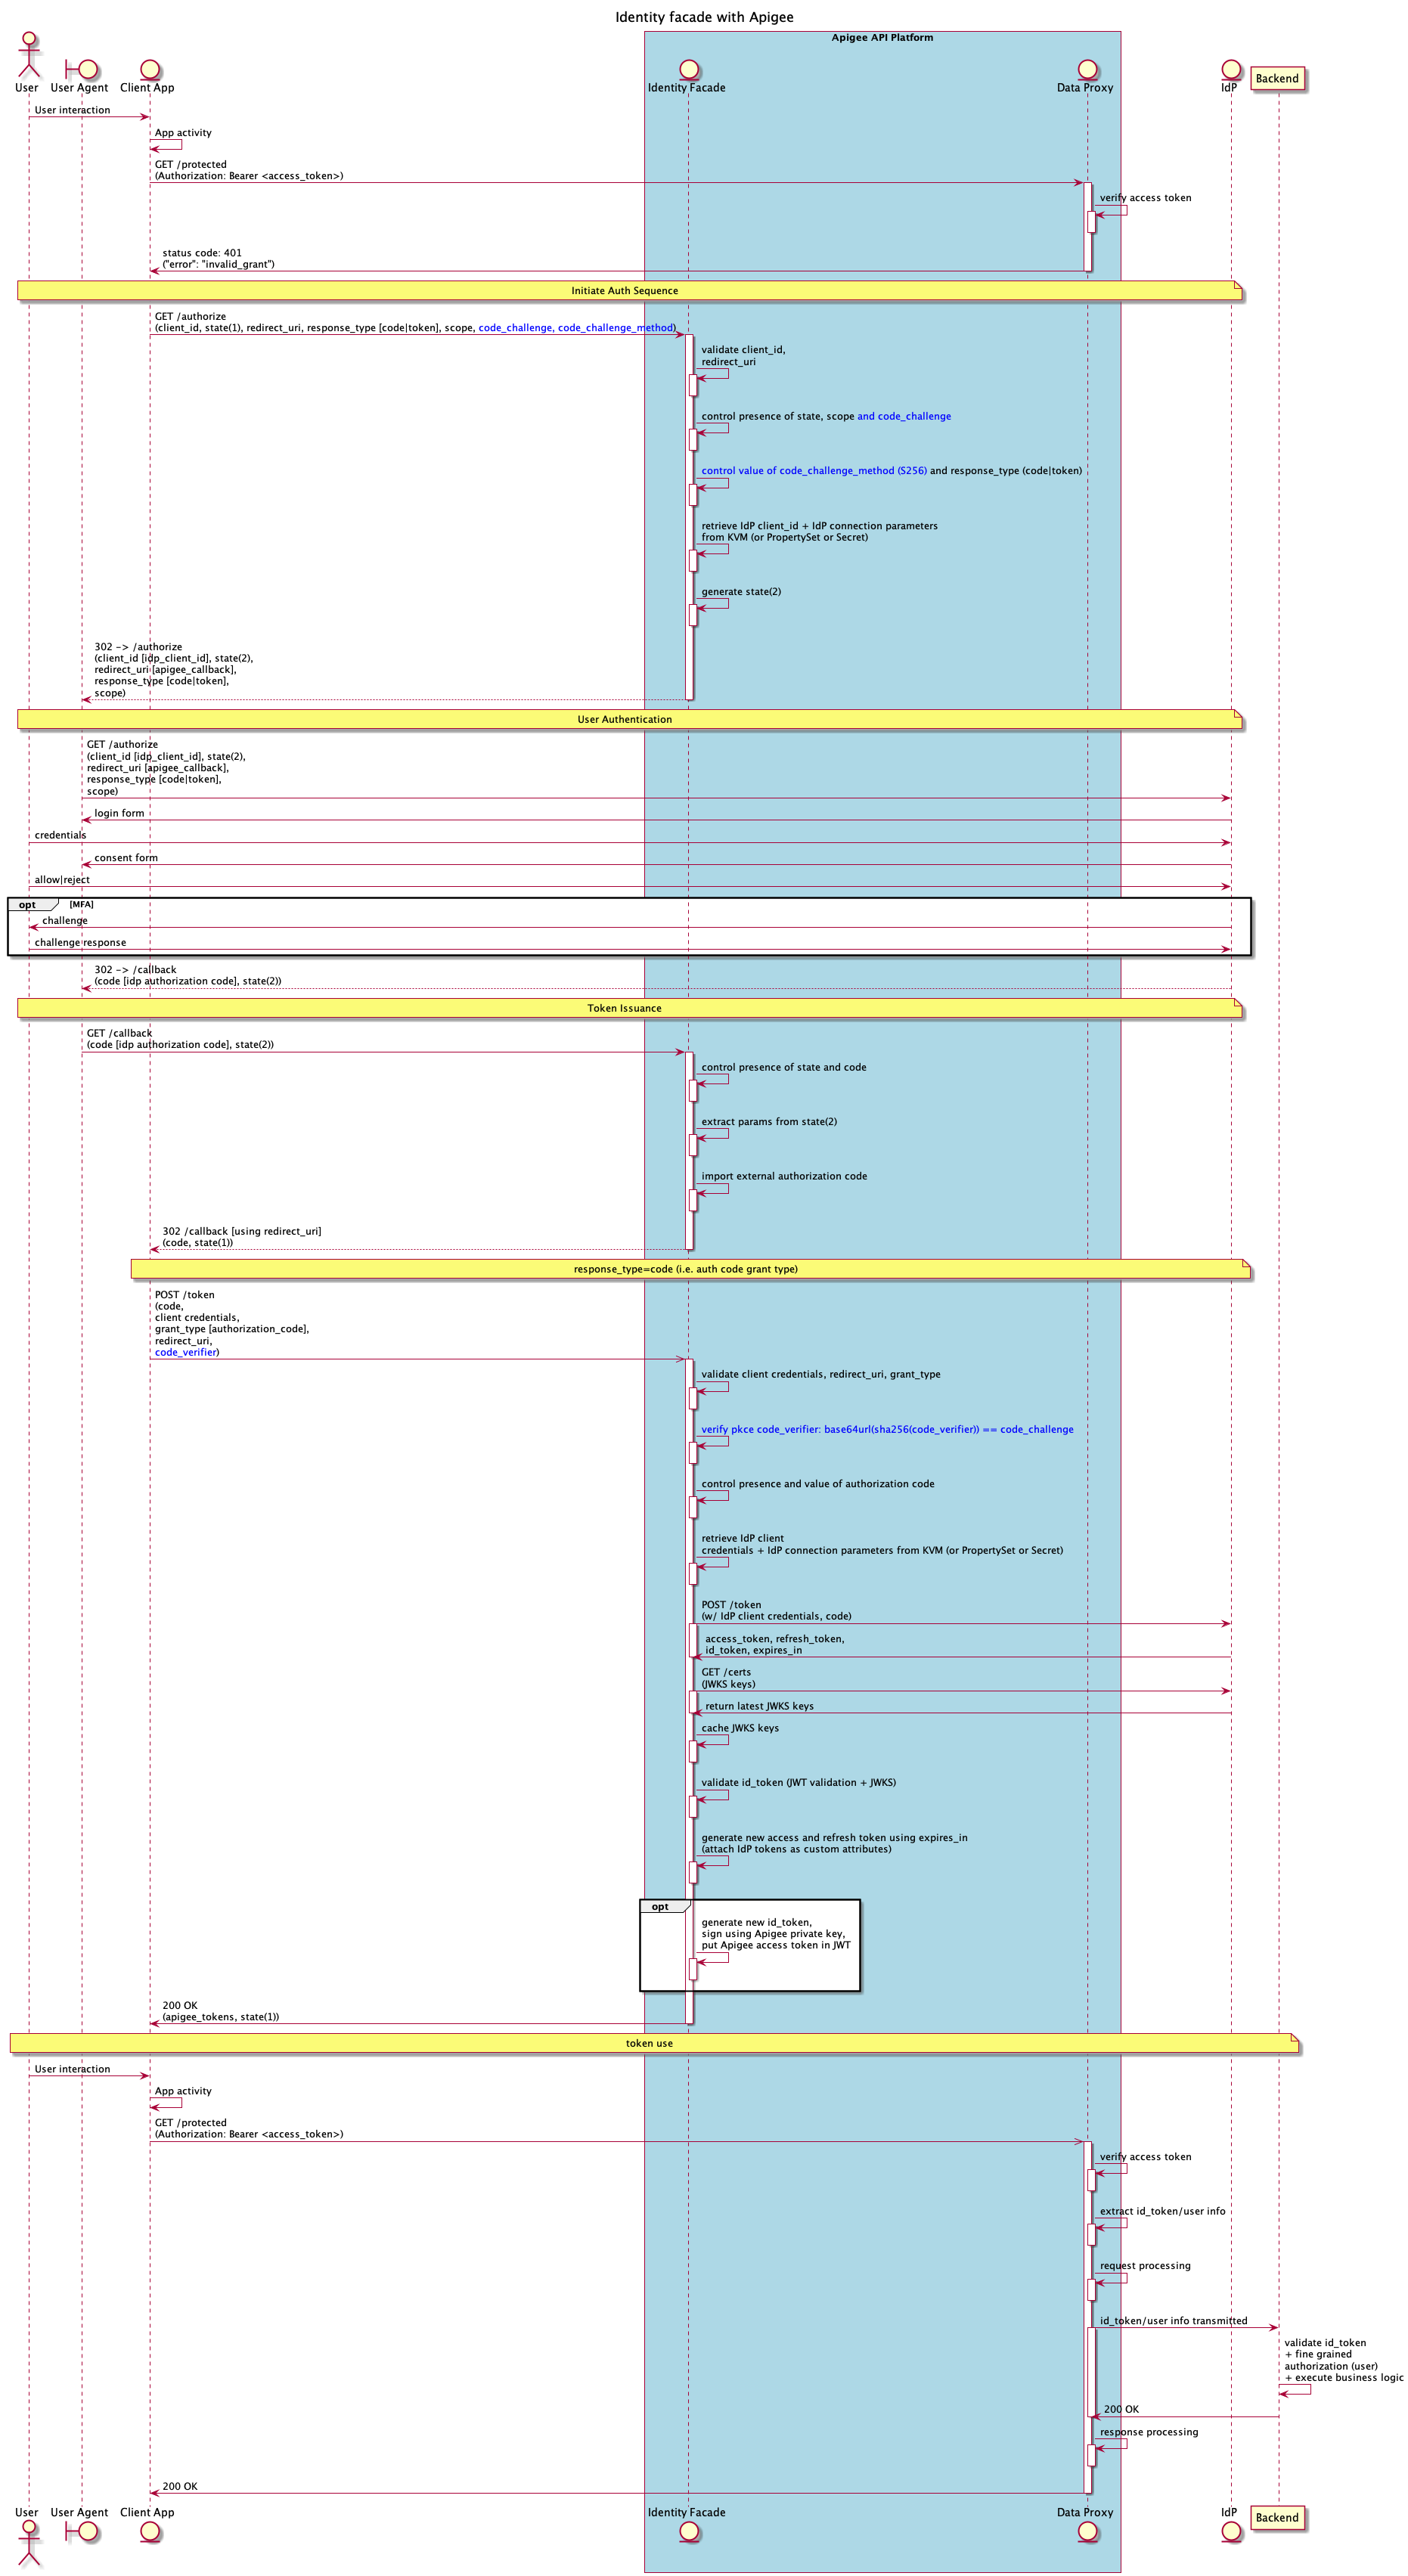 Identity facade with Apigee
Apigee API Platform
User
User Agent
Client App
Identity Facade
Data Proxy
IdP
Backend
User interaction
App activity
GET /protected
(Authorization: Bearer <access_token>)
verify access token
status code: 401
("error": "invalid_grant")
Initiate Auth Sequence
GET /authorize
(client_id, state(1), redirect_uri, response_type [code|token], scope, code_challenge, code_challenge_method)
validate client_id,
redirect_uri
control presence of state, scope and code_challenge
control value of code_challenge_method (S256) and response_type (code|token)
retrieve IdP client_id + IdP connection parameters
from KVM (or PropertySet or Secret)
generate state(2)
302 -> /authorize
(client_id [idp_client_id], state(2),
redirect_uri [apigee_callback],
response_type [code|token],
scope)
User Authentication
GET /authorize
(client_id [idp_client_id], state(2),
redirect_uri [apigee_callback],
response_type [code|token],
scope)
login form
credentials
consent form
allow|reject
opt [MFA]
challenge
challenge response
302 -> /callback
(code [idp authorization code], state(2))
Token Issuance
GET /callback
(code [idp authorization code], state(2))
control presence of state and code
extract params from state(2)
import external authorization code
302 /callback [using redirect_uri]
(code, state(1))
response_type=code (i.e. auth code grant type)
POST /token
(code,
client credentials,
grant_type [authorization_code],
redirect_uri,
code_verifier)
validate client credentials, redirect_uri, grant_type
verify pkce code_verifier: base64url(sha256(code_verifier)) == code_challenge
control presence and value of authorization code
retrieve IdP client
credentials + IdP connection parameters from KVM (or PropertySet or Secret)
POST /token
(w/ IdP client credentials, code)
access_token, refresh_token,
id_token, expires_in
GET /certs
(JWKS keys)
return latest JWKS keys
cache JWKS keys
validate id_token (JWT validation + JWKS)
generate new access and refresh token using expires_in
(attach IdP tokens as custom attributes)
opt
generate new id_token,
sign using Apigee private key,
put Apigee access token in JWT
200 OK
(apigee_tokens, state(1))
token use
User interaction
App activity
GET /protected
(Authorization: Bearer <access_token>)
verify access token
extract id_token/user info
request processing
id_token/user info transmitted
validate id_token
+ fine grained
authorization (user)
+ execute business logic
200 OK
response processing
200 OK
User
User Agent
Client App
Identity Facade
Data Proxy
IdP
Backend